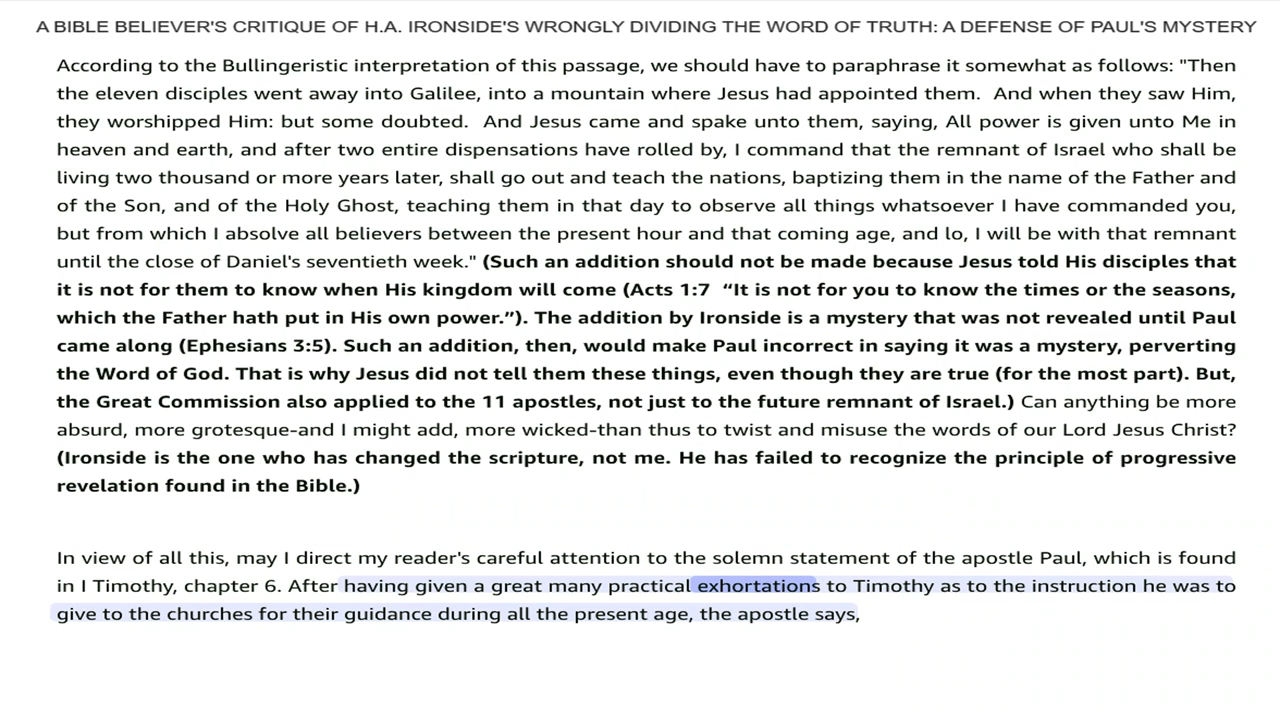 A BIBLE BELIEVER'S CRITIQUE OF H.A. IRONSIDE'S WRONGLY DIVIDING THE WORD OF TRUTH: A DEFENSE OF PAUL'S MYSTERY
According to the Bullingeristic interpretation of this passage, we should have to paraphrase it somewhat as follows: "Then
the eleven disciples went away into Galilee, into a mountain where Jesus had appointed them.  And when they saw Him,
they worshipped Him: but some doubted.  And Jesus came and spake unto them, saying, All power is given unto Me in
heaven and earth, and after two entire dispensations have rolled by, I command that the remnant of Israel who shall be
living two thousand or more years later, shall go out and teach the nations, baptizing them in the name of the Father and
of the Son, and of the Holy Ghost, teaching them in that day to observe all things whatsoever I have commanded you,
but from which I absolve all believers between the present hour and that coming age, and lo, I will be with that remnant
until the close of Daniel's seventieth week." (Such an addition should not be made because Jesus told His disciples that
it is not for them to know when His kingdom will come (Acts 1:7  “It is not for you to know the times or the seasons,
which the Father hath put in His own power.”). The addition by Ironside is a mystery that was not revealed until Paul
came along (Ephesians 3:5). Such an addition, then, would make Paul incorrect in saying it was a mystery, perverting
the Word of God. That is why Jesus did not tell them these things, even though they are true (for the most part). But,
the Great Commission also applied to the 11 apostles, not just to the future remnant of Israel.) Can anything be more
absurd, more grotesque-and I might add, more wicked-than thus to twist and misuse the words of our Lord Jesus Christ?
(Ironside is the one who has changed the scripture, not me. He has failed to recognize the principle of progressive
revelation found in the Bible.)
In view of all this, may I direct my reader's careful attention to the solemn statement of the apostle Paul, which is found
in I Timothy, chapter 6. After having given a great many practical exhortations to Timothy as to the instruction he was to
give to the churches for their guidance during all the present age, the apostle says,